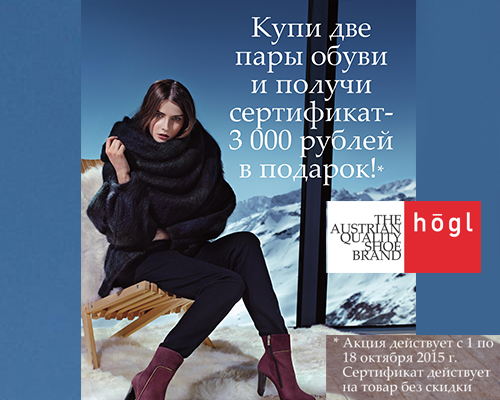 Купи две
пары обуви
и получи
сертификат-
3 000 рублей
в подарок!*
THE
AUSTRIAN
QUALITY
SHOE
BRAND
hōgl
* Акция действует с 1 по
18 октября 2015 г.
Сертификат действует
на товар без скидки